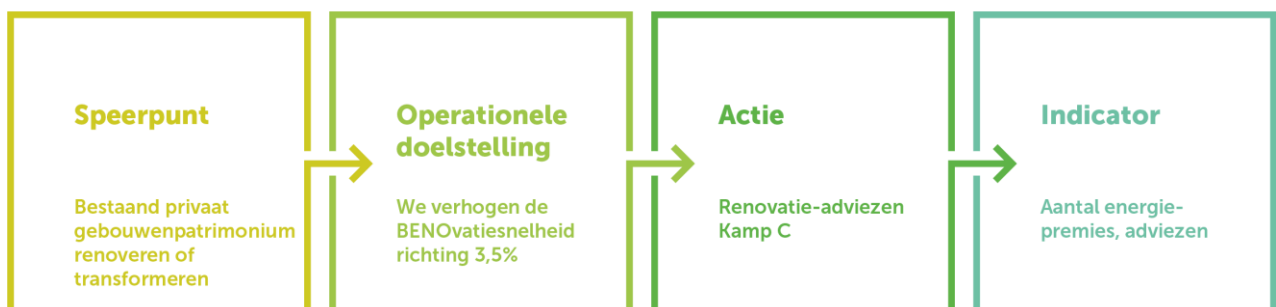 Speerpunt
Bestaand privaat
gebouwenpatrimonium
renoveren of
transformeren
Operationele
doelstelling
We verhogen de
BENOvatiesnelheid
richting 3,5%
Actie
Renovatie-adviezen
Kamp C
Indicator
Aantal energie-
premies, adviezen